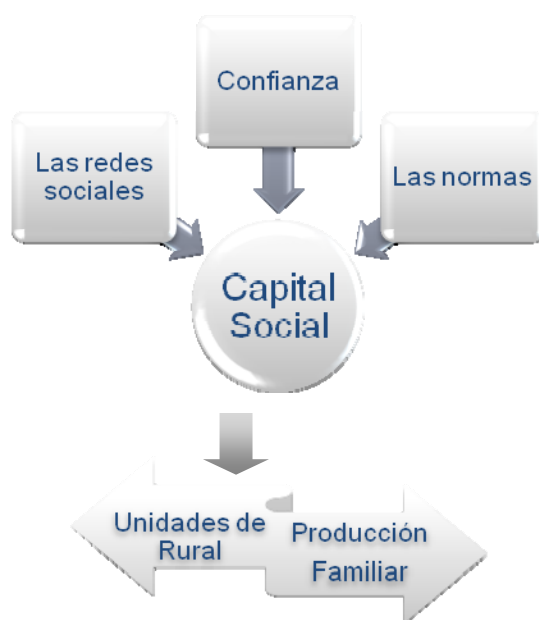 Confianza
Las redes
sociales
Las normas
Capital
Social
Unidades de
Rural
Producción
Familiar